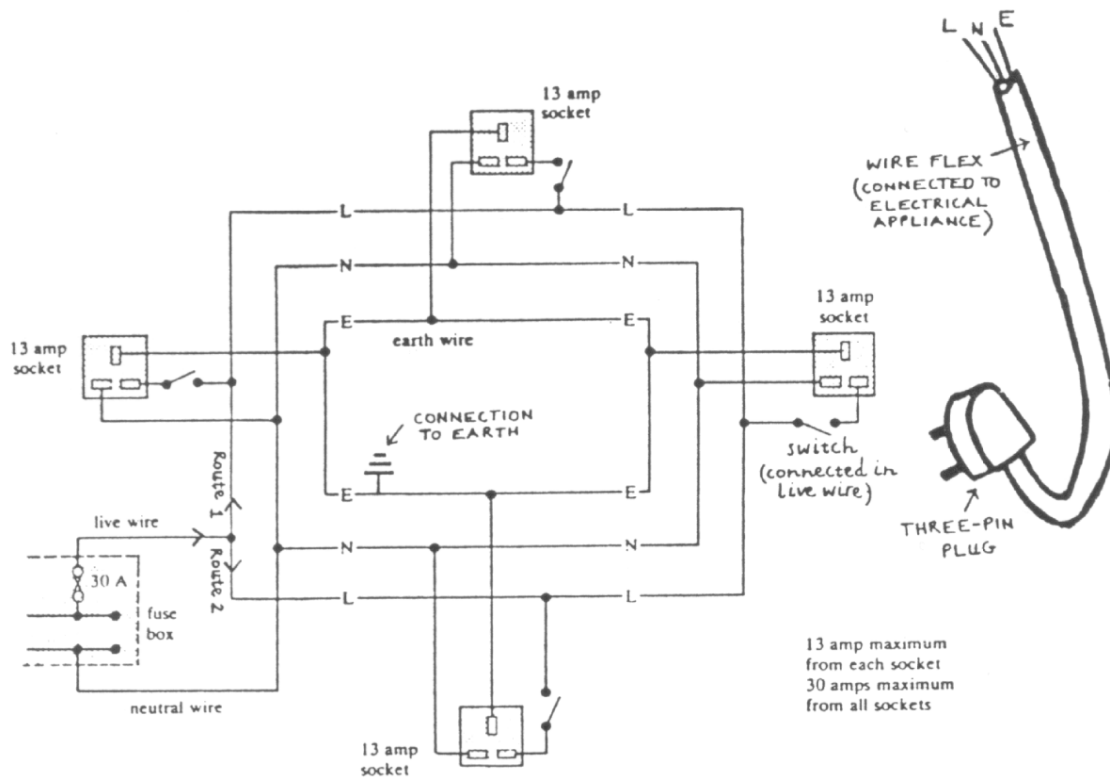 L N E
13 amp
socket
WIRE FLEX
(CONNECTED TO
ELECTRICAL
APPLIANCE)
L L
N N
13 amp
socket
E E
earth wire
13 amp
socket
CONNECTION
TO EARTH
switch
(connected in
live wire)
Route 1
E E
live wire
THREE-PIN
PLUG
N N
Route 2
30 A
L L
fuse
box
13 amp maximum
from each socket
30 amps maximum
from all sockets
neutral wire
13 amp
socket